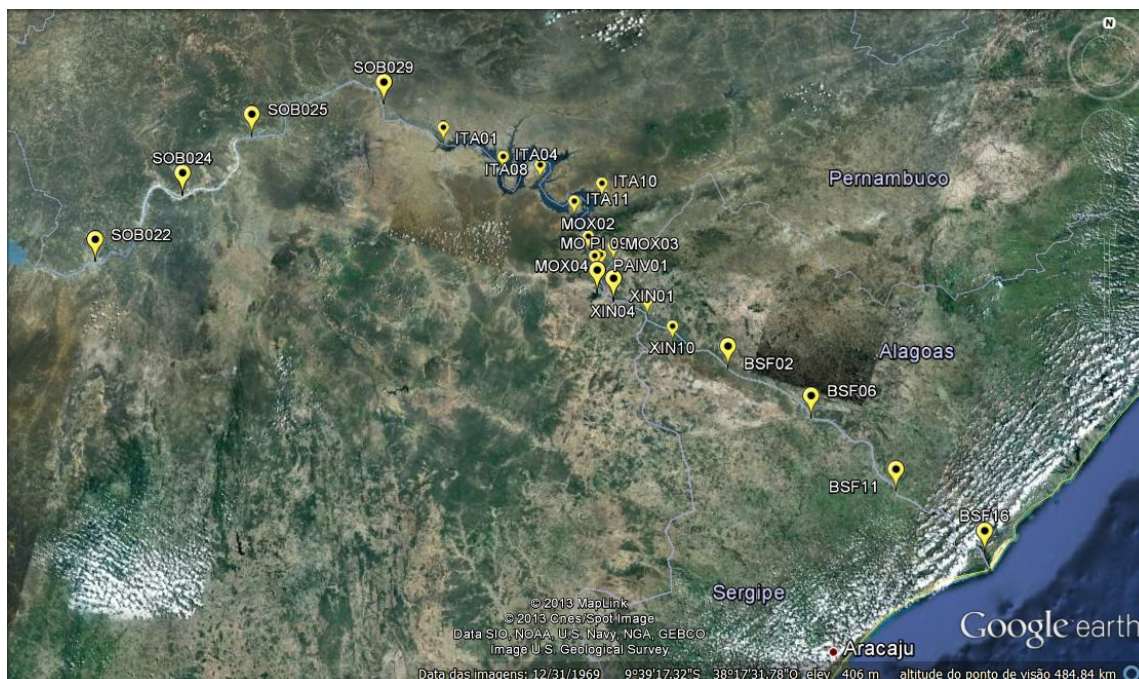 N
SOB029
SOB025
SOB024
SOB022
ITA01
ITA04
ITA08
ITA10
ITA11
Pernambuco
MOX02
MOX03
MOX04
PAIV01
XIN01
XIN04
XIN10
BSF02
Alagoas
BSF06
BSF11
BSF16
Sergipe
© 2013 MapLink
© 2013 Cnes/Spot Image
Data SIO, NOAA, U.S. Navy, NGA, GEBCO
Image U.S. Geological Survey
Google earth
Aracaju
Data das imagens: 12/31/1969 9°39'17.32"S 38°17'31.78"O elev 406 m altitude do ponto de visão 484.84 km